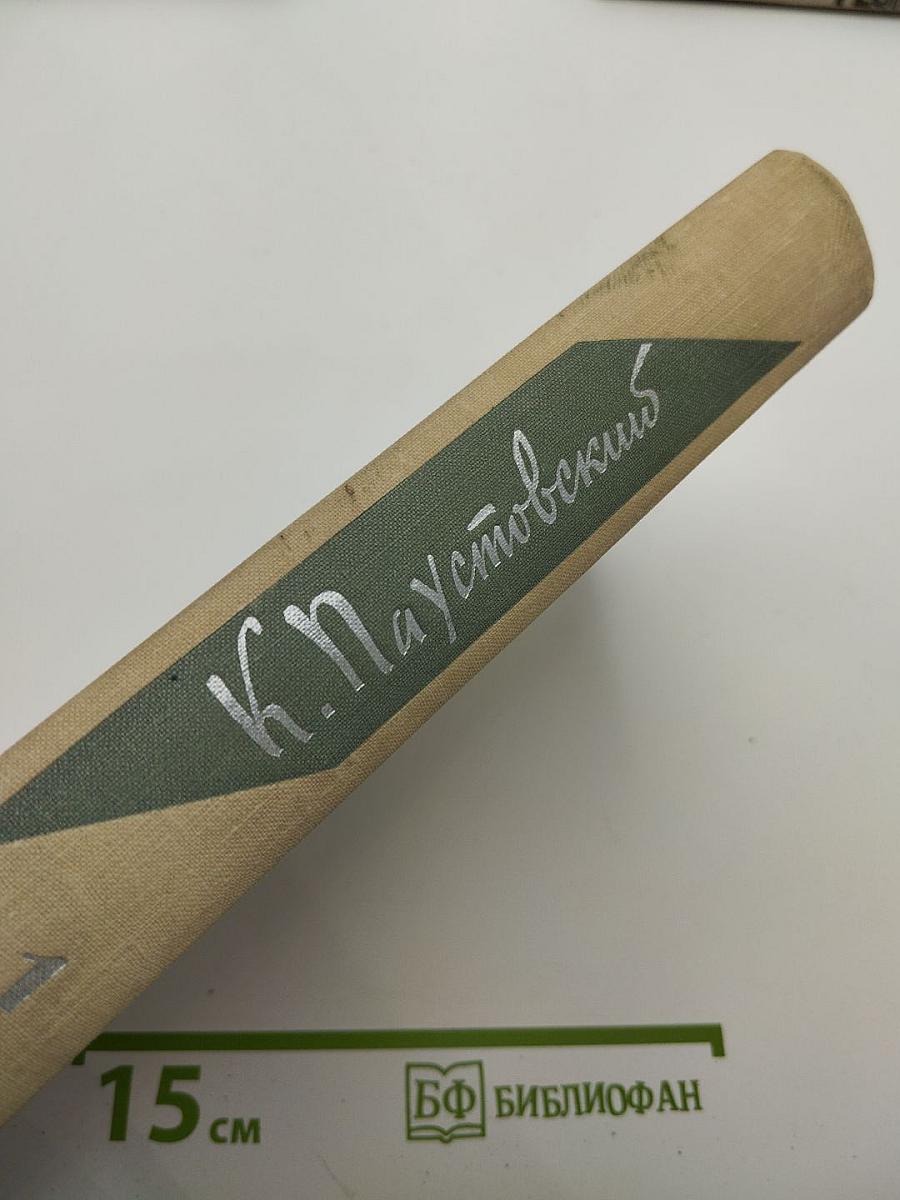 К. Паустовский
1
15 см
БФ БИБЛИОФАН